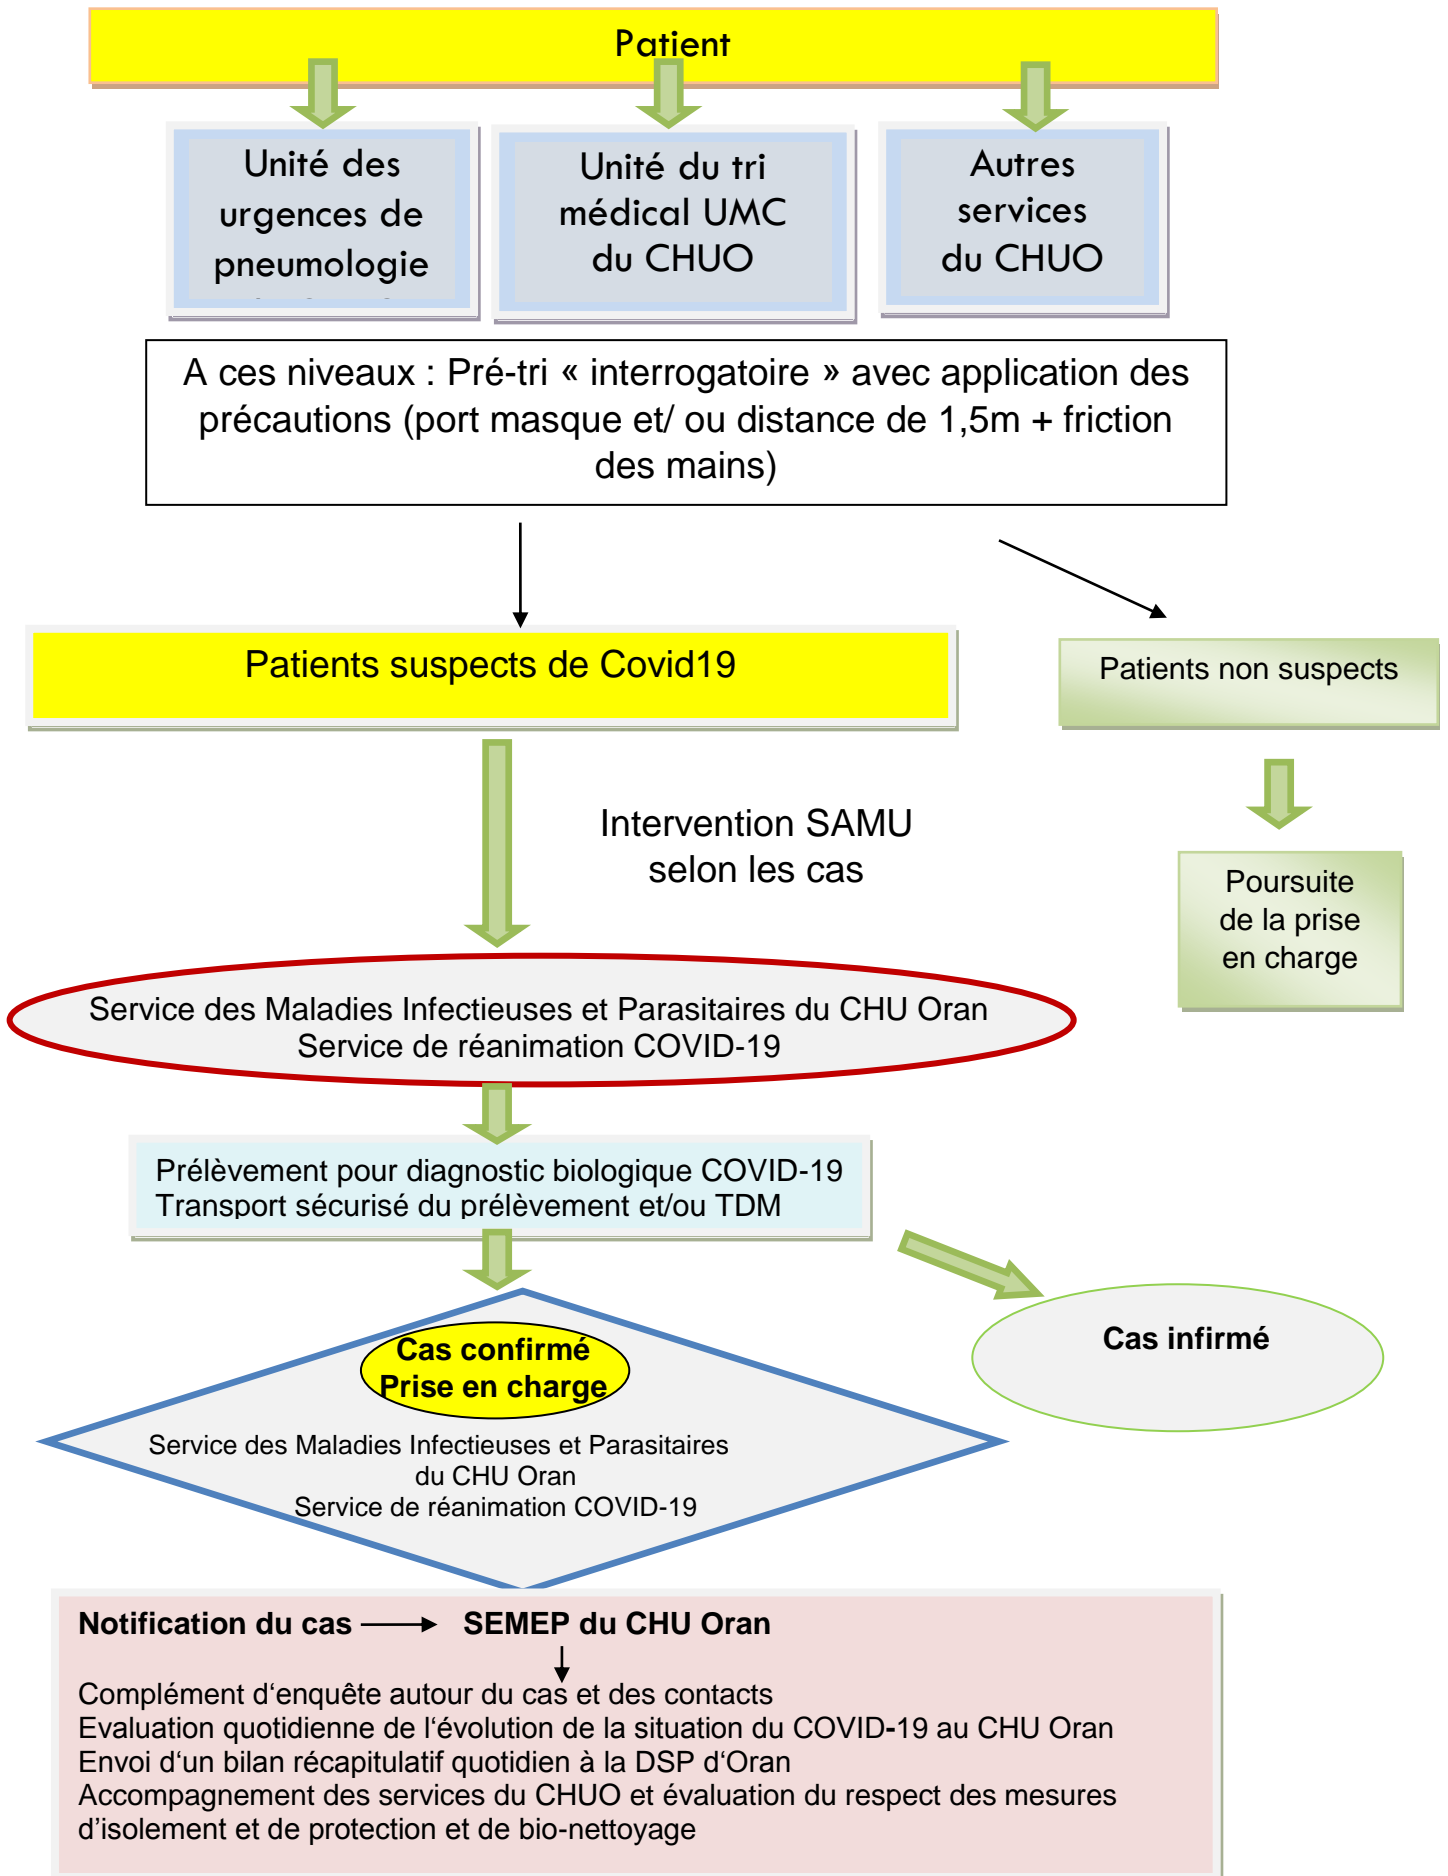 Patient
Unité des
urgences de
pneumologie
Unité du tri
médical UMC
du CHUO
Autres
services
du CHUO
A ces niveaux : Pré-tri « interrogatoire » avec application des
précautions (port masque et/ ou distance de 1,5m + friction
des mains)
Patients suspects de Covid19
Patients non suspects
Intervention SAMU
selon les cas
Poursuite
de la prise
en charge
Service des Maladies Infectieuses et Parasitaires du CHU Oran
Service de réanimation COVID-19
Prélèvement pour diagnostic biologique COVID-19
Transport sécurisé du prélèvement et/ou TDM
Cas confirmé
Prise en charge
Cas infirmé
Service des Maladies Infectieuses et Parasitaires
du CHU Oran
Service de réanimation COVID-19
Notification du cas → SEMEP du CHU Oran
Complément d‘enquête autour du cas et des contacts
Evaluation quotidienne de l‘évolution de la situation du COVID-19 au CHU Oran
Envoi d‘un bilan récapitulatif quotidien à la DSP d‘Oran
Accompagnement des services du CHUO et évaluation du respect des mesures
d’isolement et de protection et de bio-nettoyage